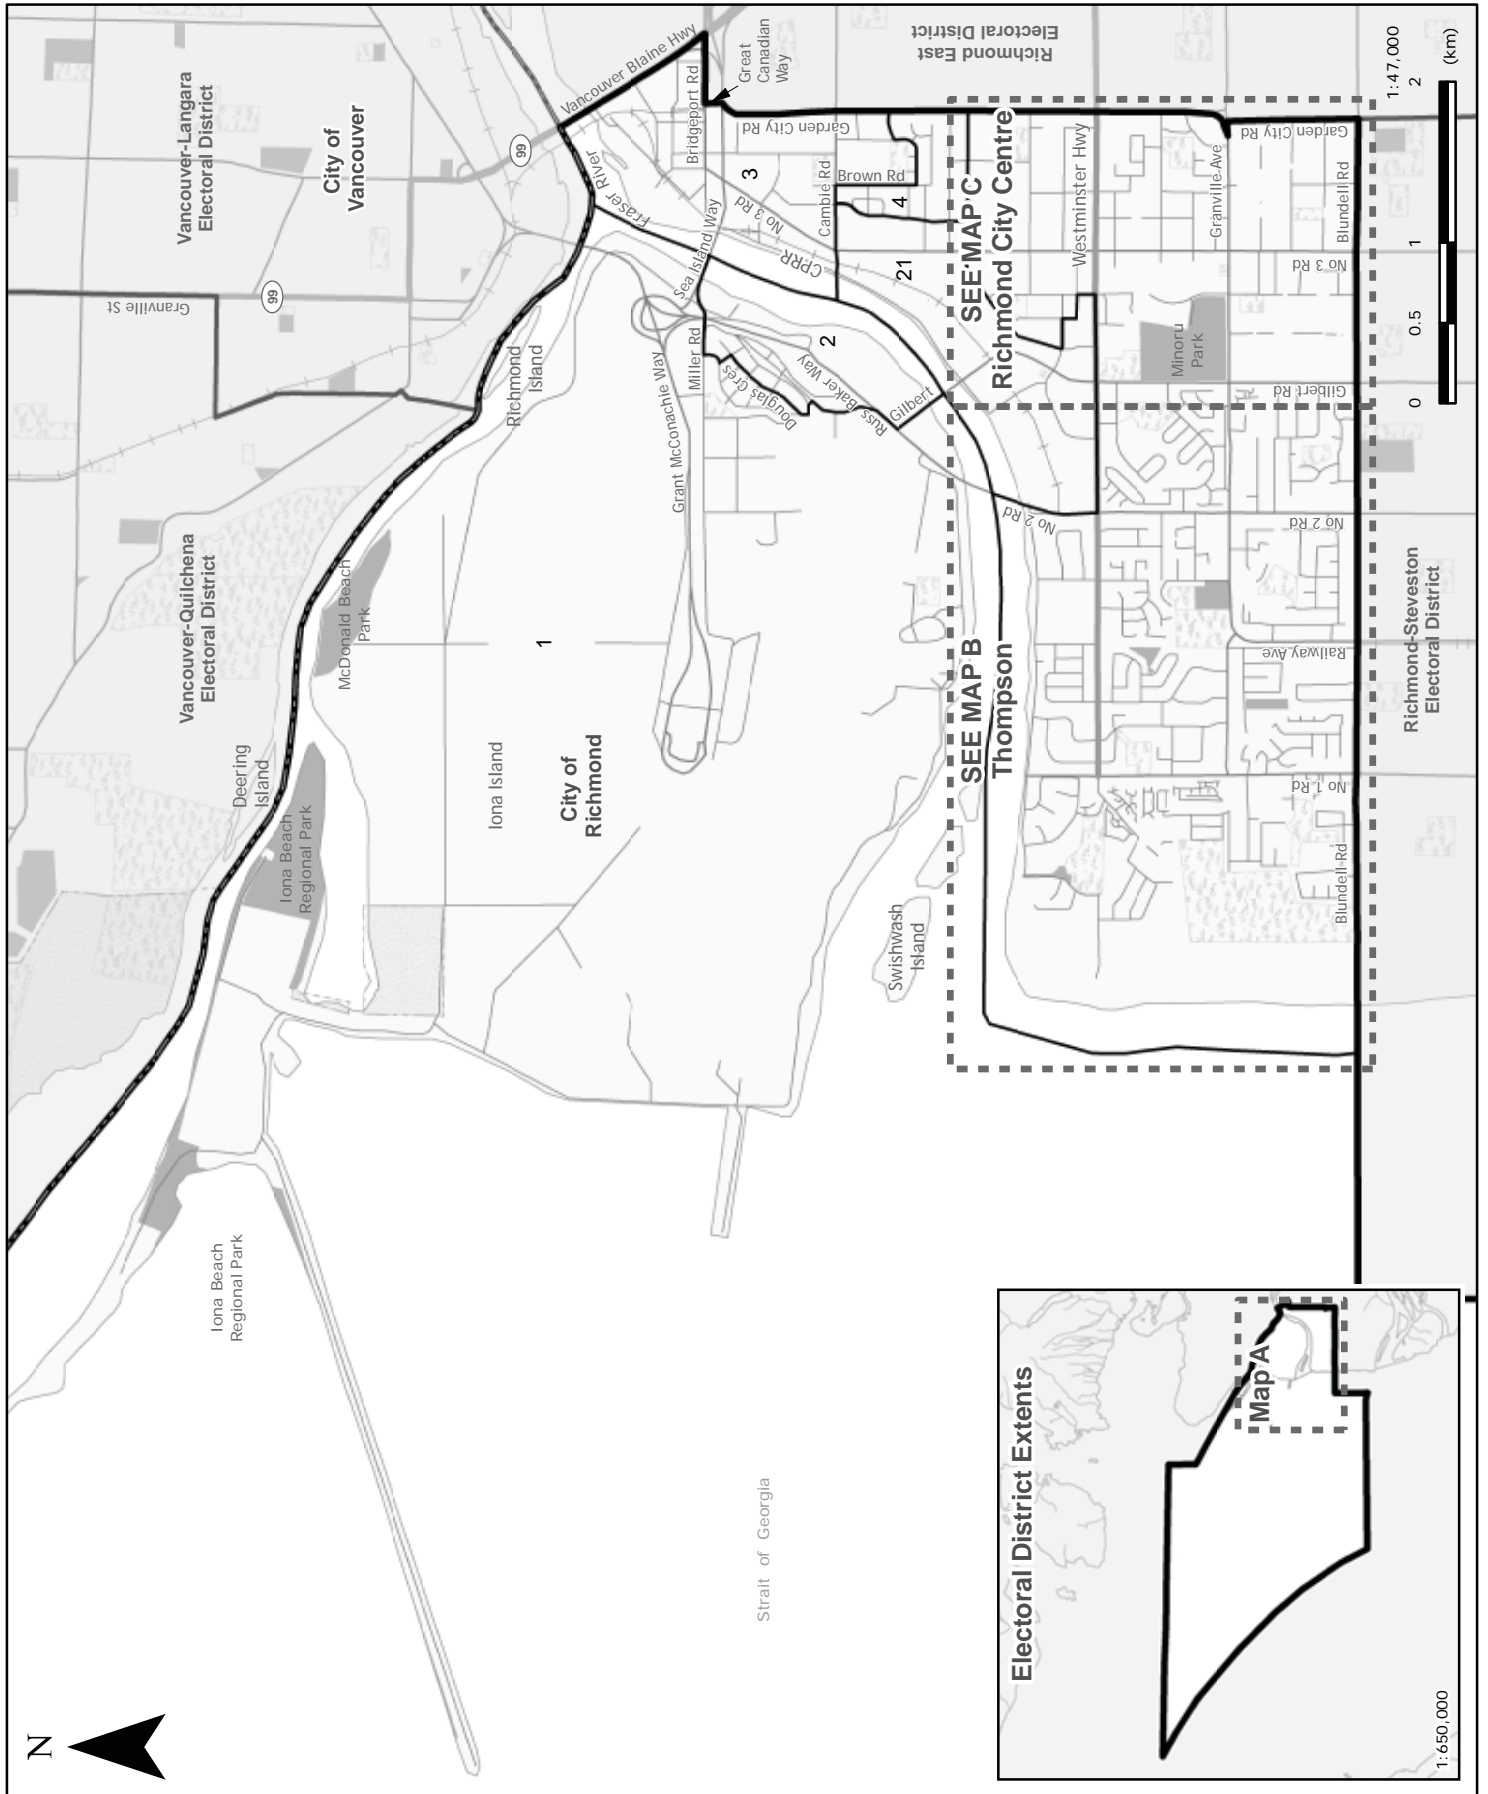 N
Vancouver-Quilchena
Electoral District
Vancouver-Langara
Electoral District
City of
Vancouver
Granville St
99
99
Vancouver Blaine Hwy
Great
Canadian
Way
Richmond East
Electoral District
Deering
Island
McDonald Beach
Park
Iona Beach
Regional Park
Iona Beach
Regional Park
Richmond
Island
Fraser River
Bridgeport Rd
Garden City Rd
3
Iona Island
1
City of
Richmond
Grant McConachie Way
Miller Rd
Sea Island Way
No 3 Rd
CPRR
Cambie Rd
Brown Rd
4
21
2
Douglas Cres
Russ Baker Way
Gilbert
Swishwash
Island
Strait of Georgia
SEE MAP B
Thompson
SEE MAP C
Richmond City Centre
No 2 Rd
Westminster Hwy
Minoru
Park
Granville Ave
Garden City Rd
No 3 Rd
Gilbert Rd
No 2 Rd
Railway Ave
No 1 Rd
Blundell Rd
Blundell Rd
Richmond-Steveston
Electoral District
1:47,000
0
0.5
1
2
(km)
Electoral District Extents
Map A
1:650,000